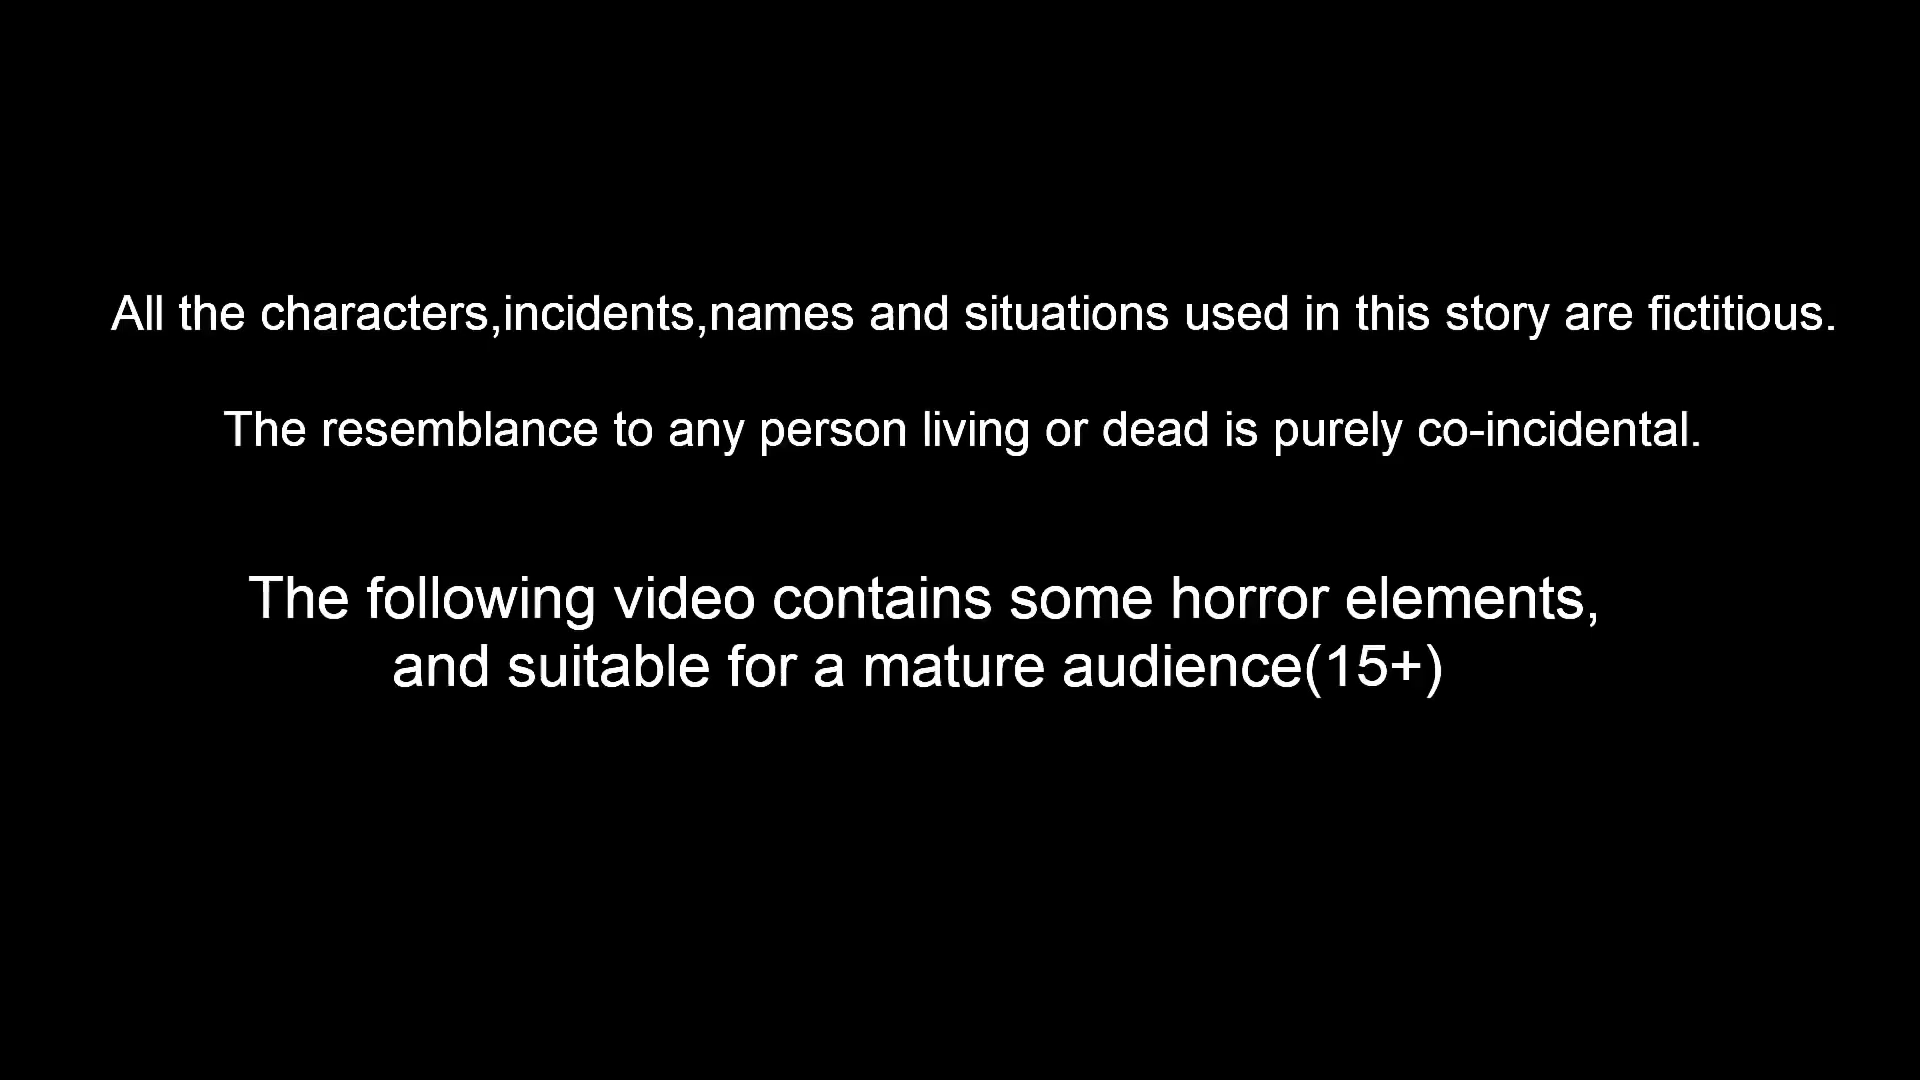 All the characters,incidents,names and situations used in this story are fictitious.
The resemblance to any person living or dead is purely co-incidental.
The following video contains some horror elements,
and suitable for a mature audience(15+)